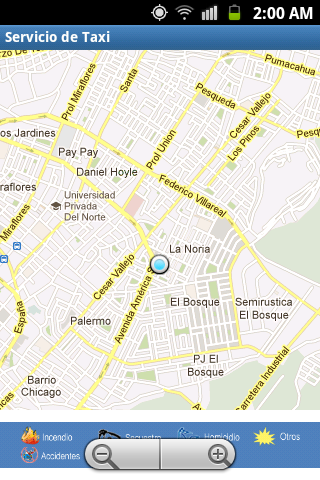 2:00 AM
Servicio de Taxi
Pumacahua
Prol Miraflores
Santa
Pesqueda
Cesar Vallejo
os Jardines
Prol Union
Los Pinos
Pay Pay
Daniel Hoyle
Federico Villareal
raflores
Universidad
Privada
Del Norte
Miraflores
La Noria
Cesar Vallejo
Avenida América S
El Bosque
Semirustica
El Bosque
España
Palermo
PJ El
Bosque
Carretera Industrial
Barrio
Chicago
Incendio
Secuestro
Homicidio
Otros
Accidentes